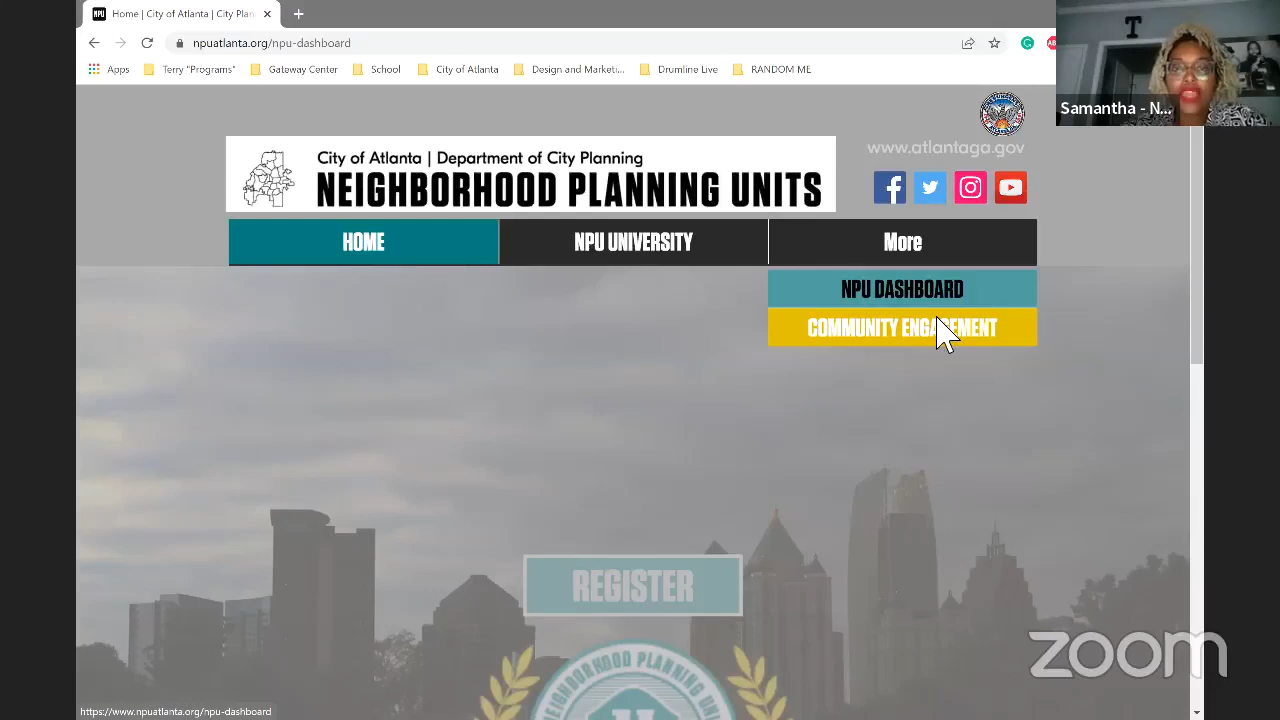 Home | City of Atlanta | City Plan
npuatlanta.org/npu-dashboard
Apps
Terry "Programs"
Gateway Center
School
City of Atlanta
Design and Marketi...
Drumline Live
RANDOM ME
T
Samantha - N...
www.atlantaga.gov
City of Atlanta | Department of City Planning
NEIGHBORHOOD PLANNING UNITS
HOME
NPU UNIVERSITY
More
NPU DASHBOARD
COMMUNITY ENGAGEMENT
REGISTER
NEIGHBORHOOD PLANNING
zoom
https://www.npuatlanta.org/npu-dashboard